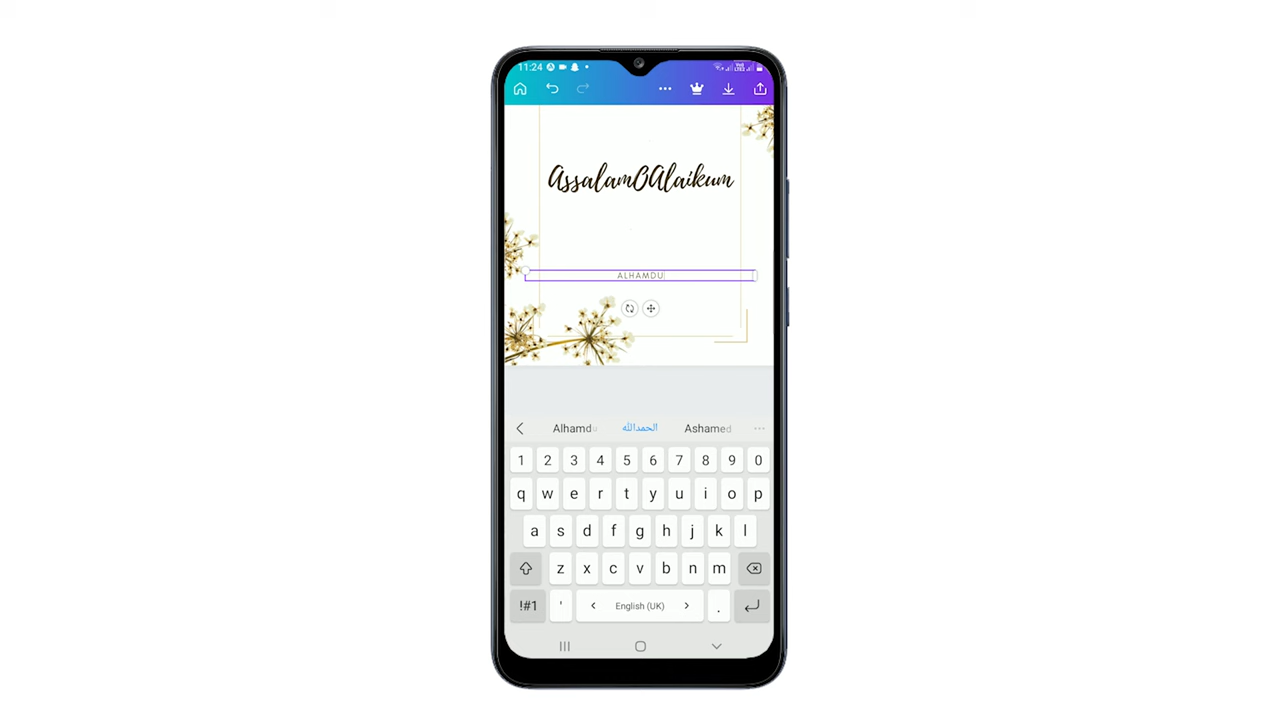 11:24
AssalamOAlaikum
ALHAMDU
Alhamdu الحمدالله Ashamed
1 2 3 4 5 6 7 8 9 0
q w e r t y u i o p
a s d f g h j k l
z x c v b n m
!#1 ' < English (UK) > .